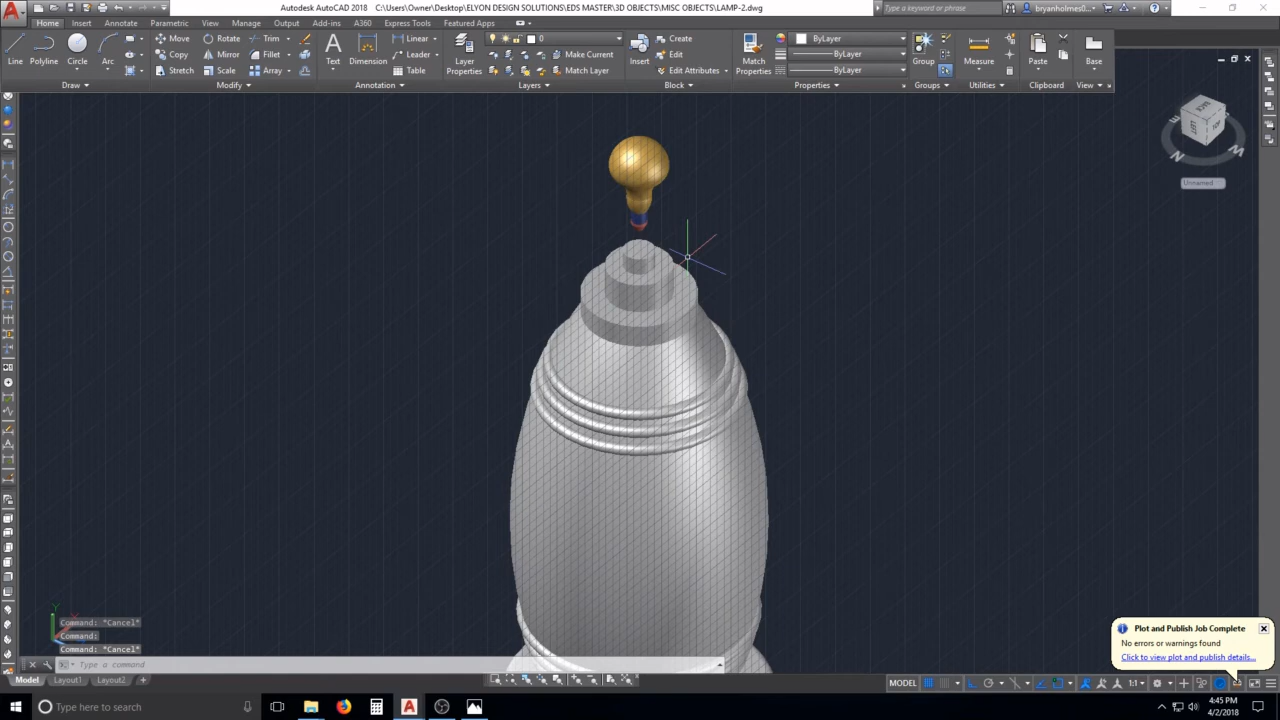 Autodesk AutoCAD 2018 C:\Users\Owner\Desktop\ELYON DESIGN SOLUTIONS\EDS MASTER\3D OBJECTS\MISC OBJECTS\LAMP-2.dwg
Type a keyword or phrase
bryanholmes0...
Home Insert Annotate Parametric View Manage Output Add-ins A360 Express Tools Featured Apps
Line Polyline Circle Arc
Move Rotate Trim
Copy Mirror Fillet
Stretch Scale Array
Text Dimension
Linear
Leader
Table
Layer Properties
0
Make Current
Match Layer
Insert
Create
Edit
Edit Attributes
Match Properties
ByLayer
ByLayer
ByLayer
Group
Measure
Paste
Base
Draw Modify Annotation Layers Block Properties Groups Utilities Clipboard View
LEFT
N
Unnamed
Y
Command: *Cancel*
Command:
Command: *Cancel*
Type a command
Plot and Publish Job Complete
No errors or warnings found
Click to view plot and publish details...
Model Layout1 Layout2
MODEL
1:1
Type here to search
4:45 PM
4/2/2018